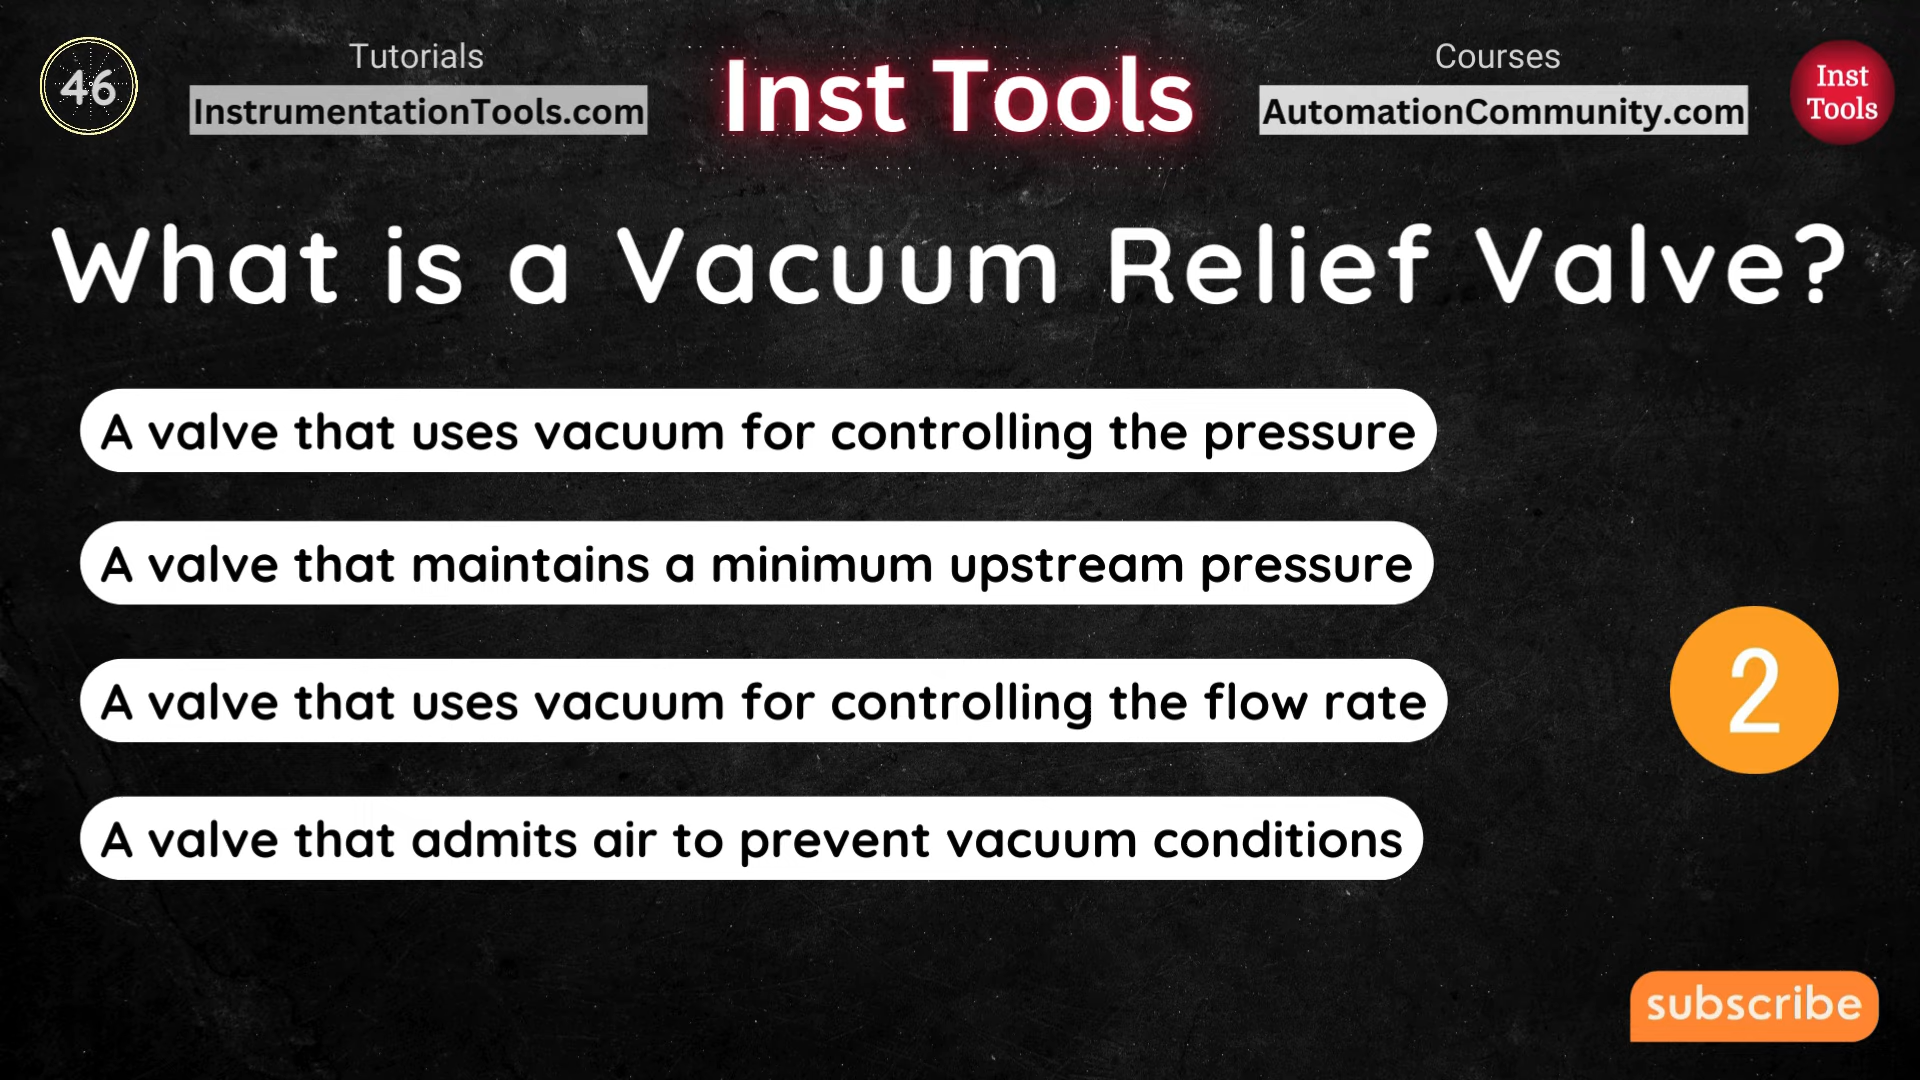 46
Tutorials
InstrumentationTools.com
Inst Tools
Courses
AutomationCommunity.com
Inst
Tools
What is a Vacuum Relief Valve?
A valve that uses vacuum for controlling the pressure
A valve that maintains a minimum upstream pressure
A valve that uses vacuum for controlling the flow rate
2
A valve that admits air to prevent vacuum conditions
subscribe